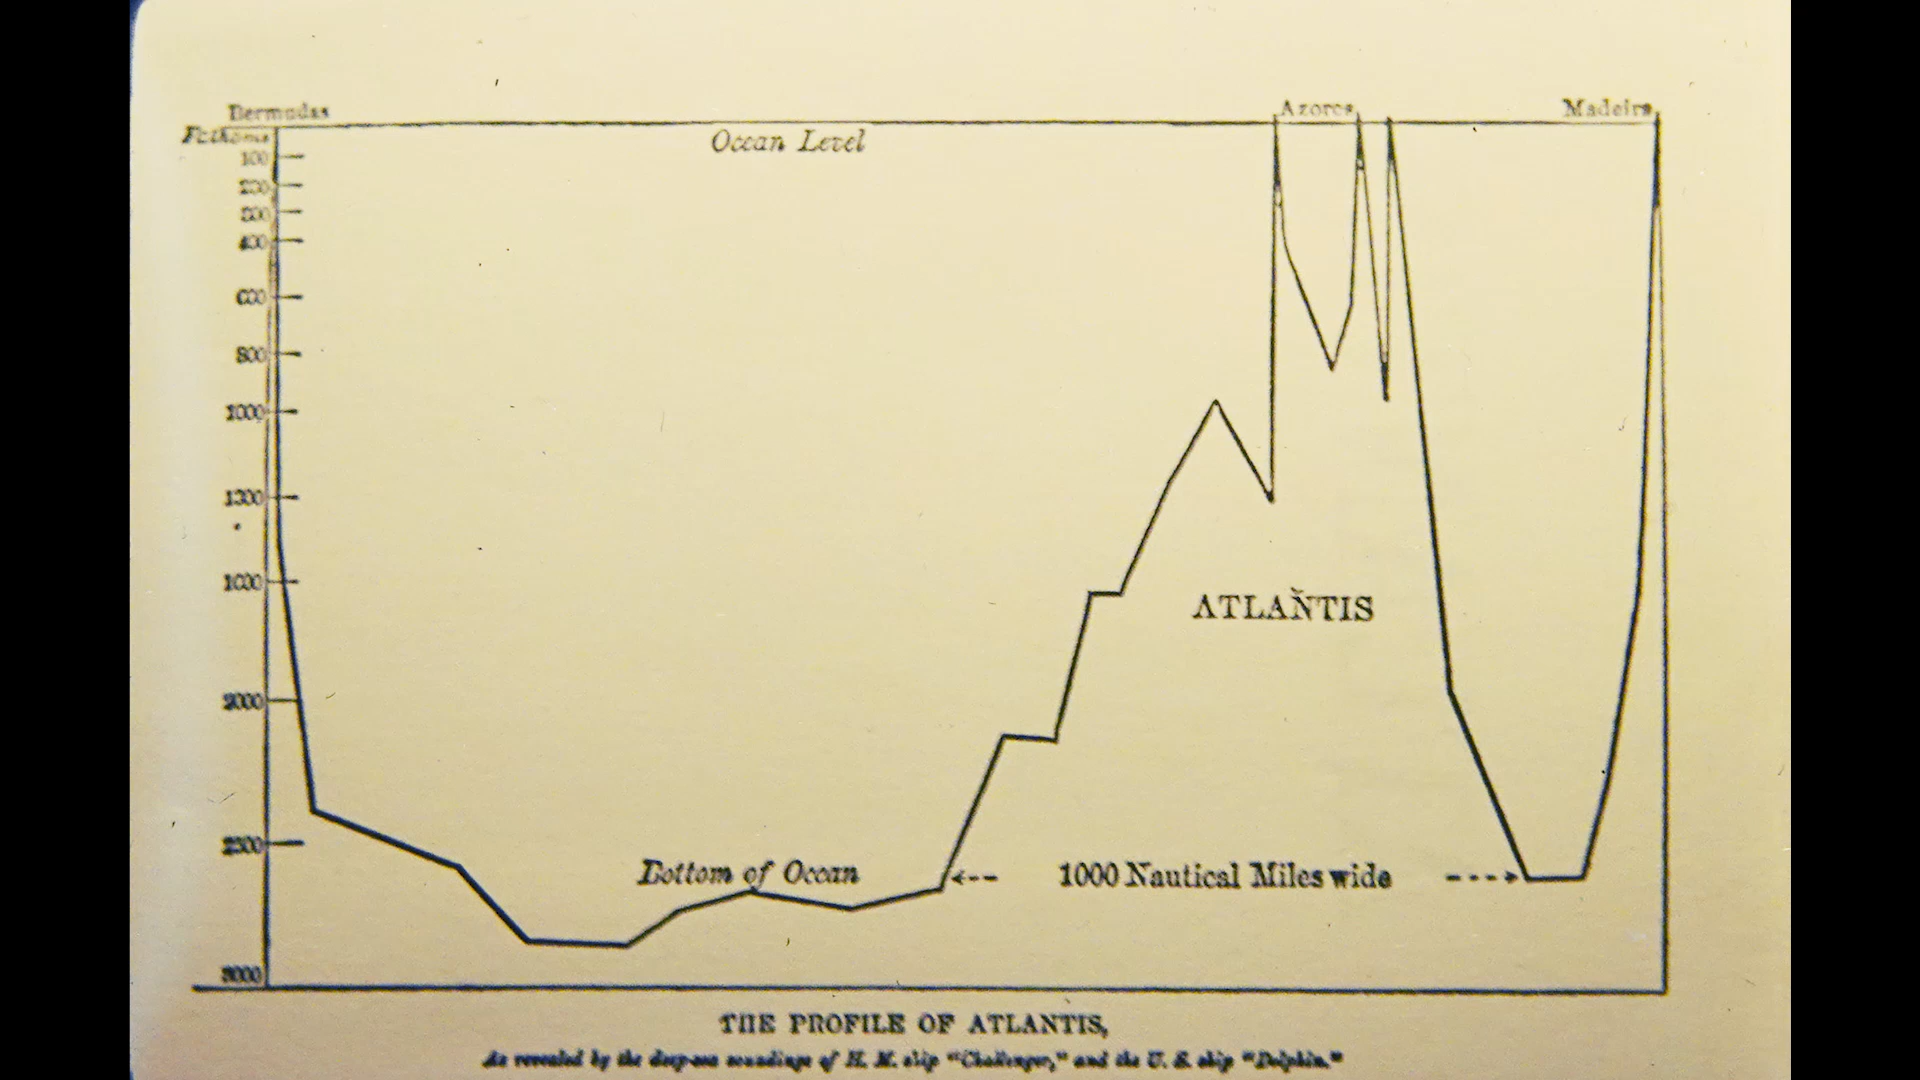 Bermudas
Azores
Madeira
Fathoms
Ocean Level
100
200
300
400
600
800
1000
1300
1600
2000
2500
3000
ATLANTIS
Bottom of Ocean
1000 Nautical Miles wide
THE PROFILE OF ATLANTIS,
As revealed by the deep-sea soundings of H. M. ship "Challenger," and the U. S. ship "Dolphin."